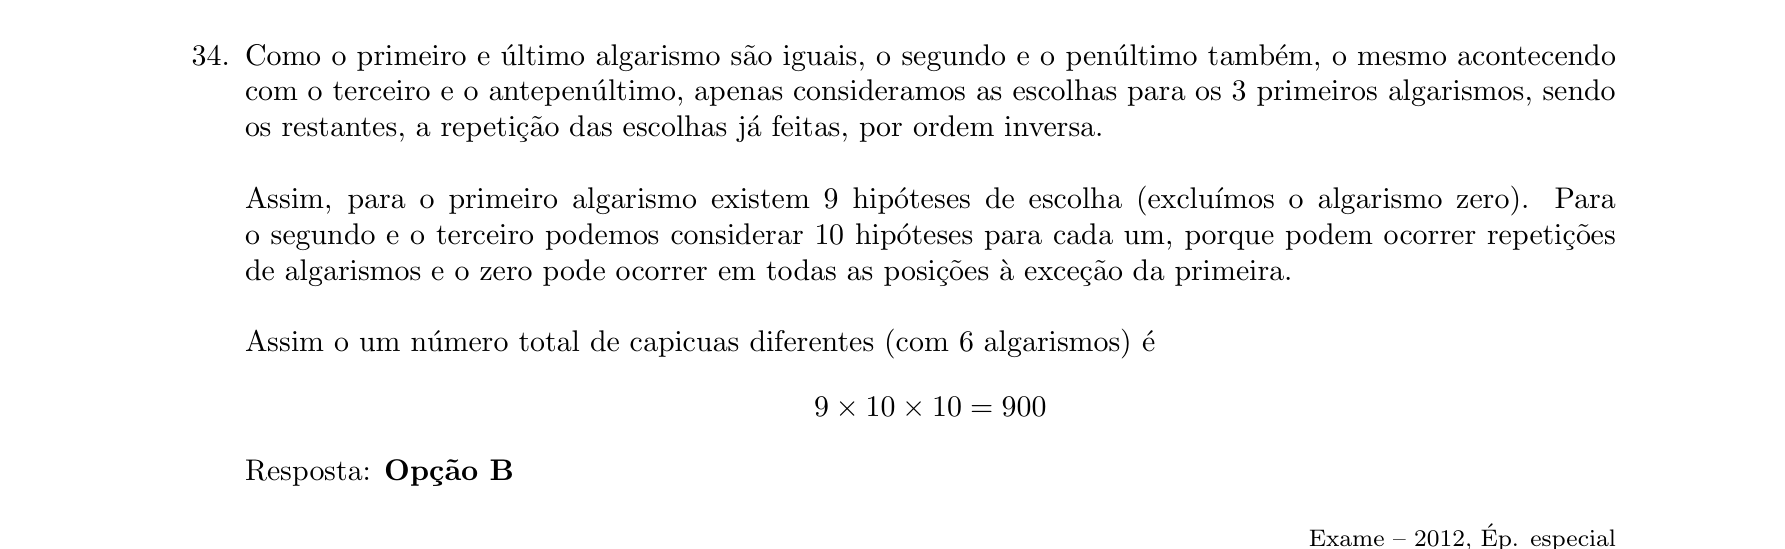 34. Como o primeiro e último algarismo são iguais, o segundo e o penúltimo também, o mesmo acontecendo
com o terceiro e o antepenúltimo, apenas consideramos as escolhas para os 3 primeiros algarismos, sendo
os restantes, a repetição das escolhas já feitas, por ordem inversa.
Assim, para o primeiro algarismo existem 9 hipóteses de escolha (excluímos o algarismo zero). Para
o segundo e o terceiro podemos considerar 10 hipóteses para cada um, porque podem ocorrer repetições
de algarismos e o zero pode ocorrer em todas as posições à exceção da primeira.
Assim o um número total de capicuas diferentes (com 6 algarismos) é
9 × 10 × 10 = 900
Resposta: Opção B
Exame – 2012, Ép. especial